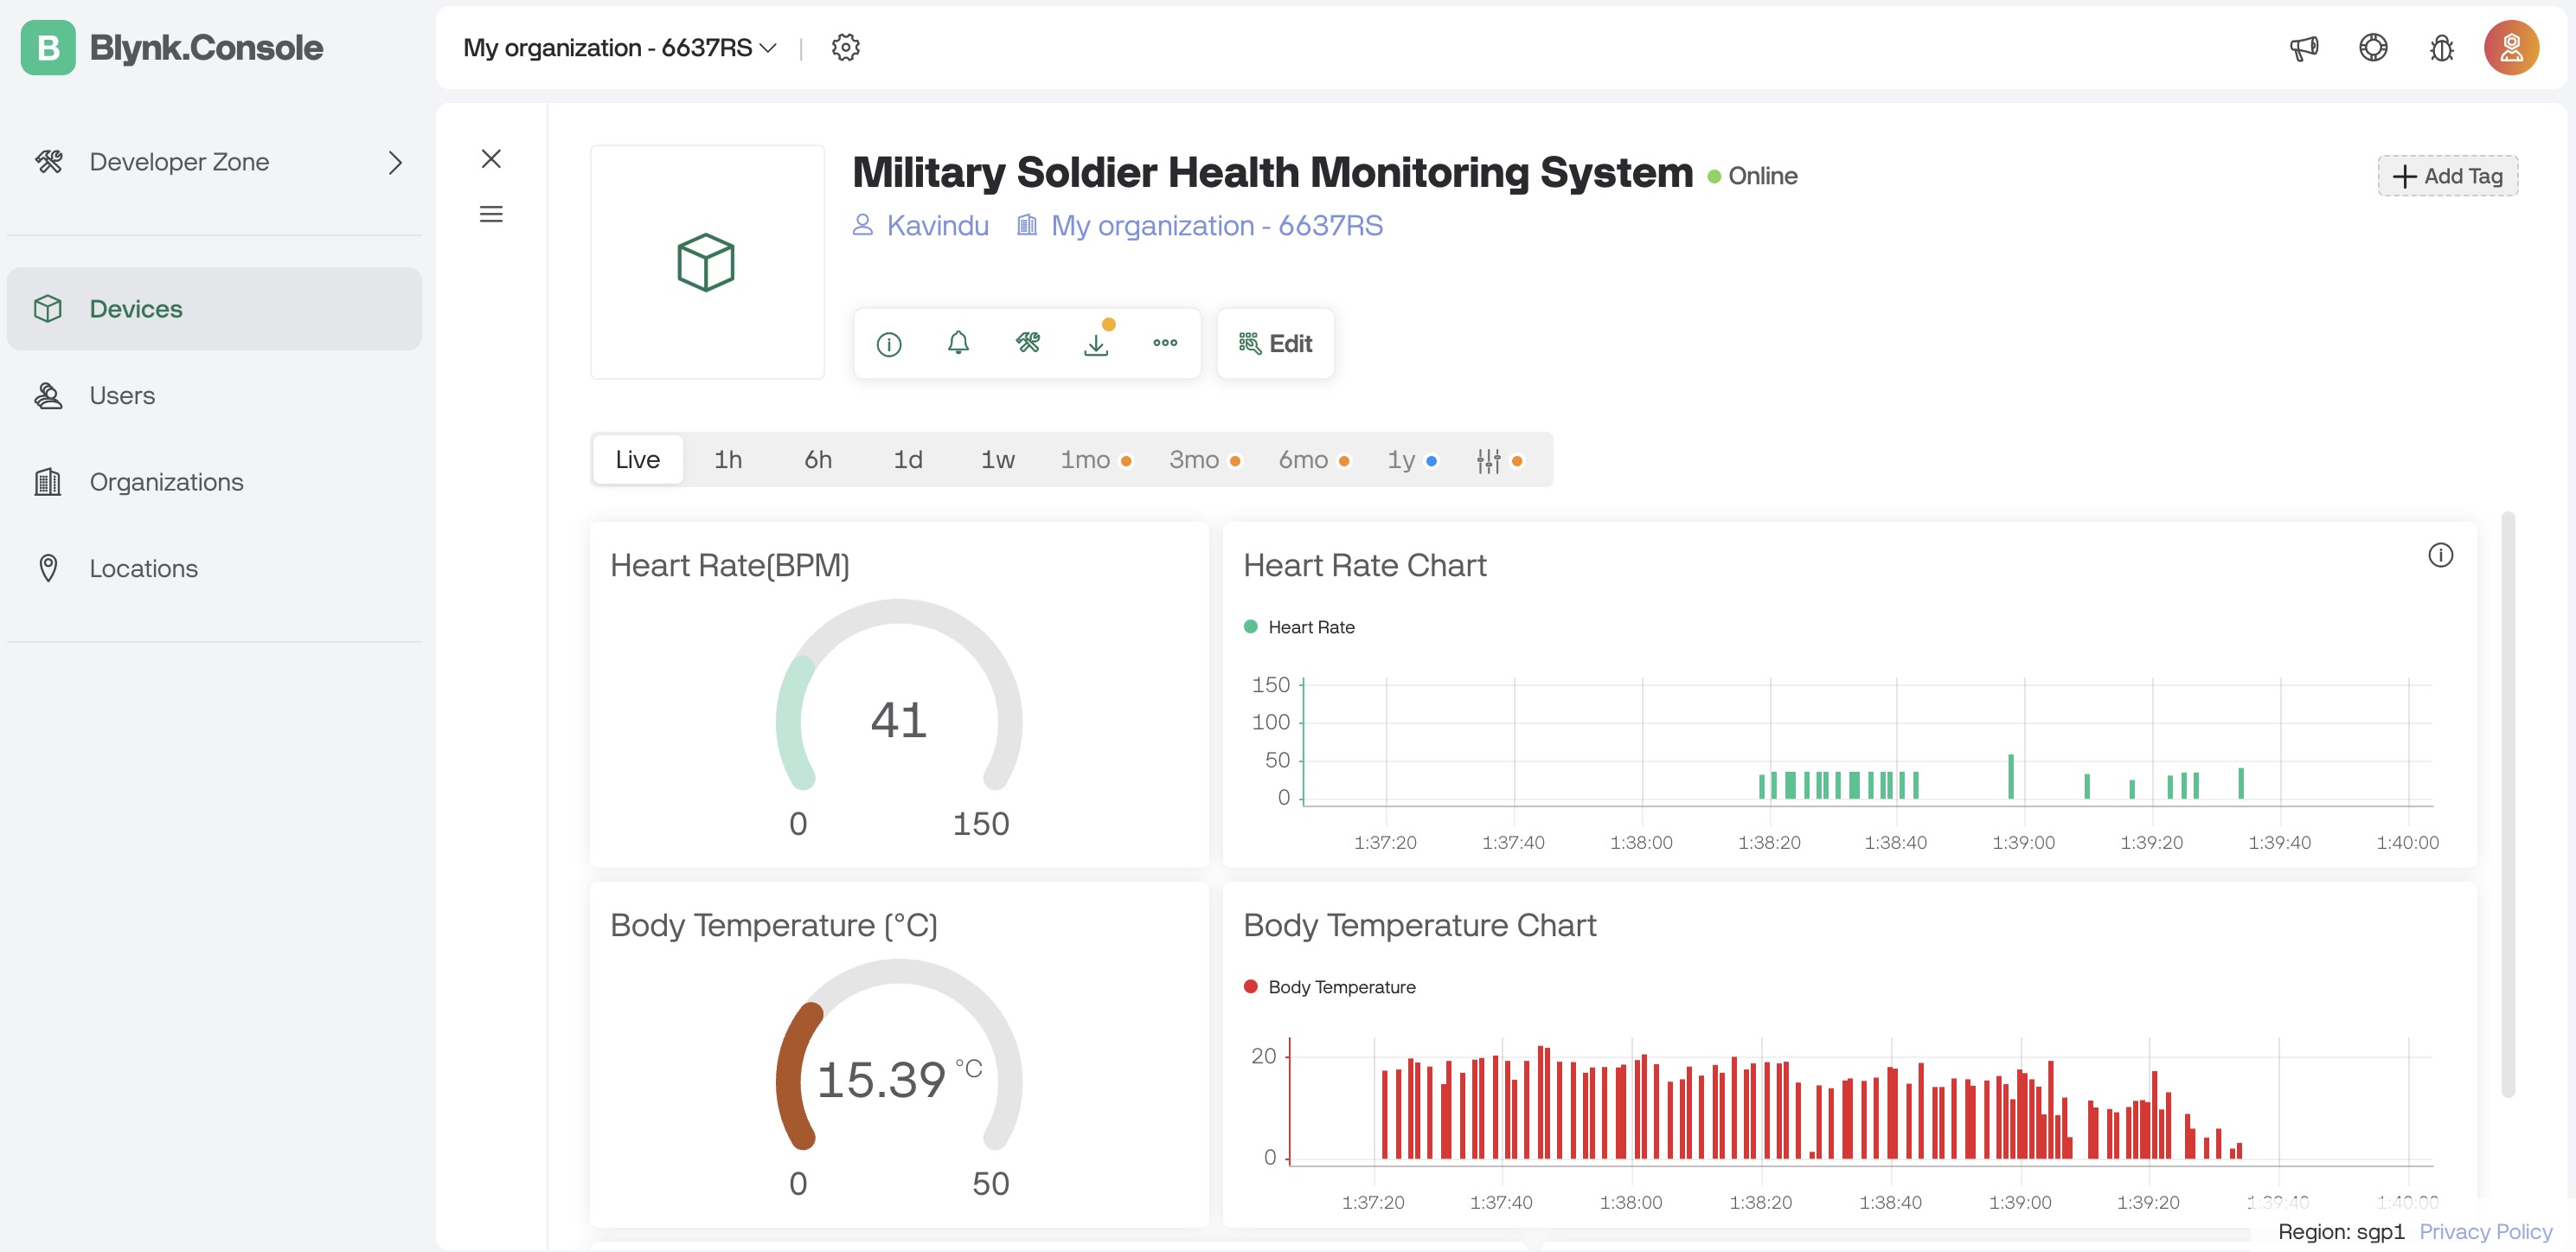 B Blynk.Console
My organization - 6637RS
Developer Zone
Devices
Users
Organizations
Locations
Military Soldier Health Monitoring System Online
Add Tag
Kavindu My organization - 6637RS
Edit
Live 1h 6h 1d 1w 1mo 3mo 6mo 1y
Heart Rate(BPM)
41
0 150
Heart Rate Chart
Heart Rate
150
100
50
0
1:37:20 1:37:40 1:38:00 1:38:20 1:38:40 1:39:00 1:39:20 1:39:40 1:40:00
Body Temperature (°C)
15.39 °C
0 50
Body Temperature Chart
Body Temperature
20
0
1:37:20 1:37:40 1:38:00 1:38:20 1:38:40 1:39:00 1:39:20 1:39:40 1:40:00
Region: sgp1 Privacy Policy